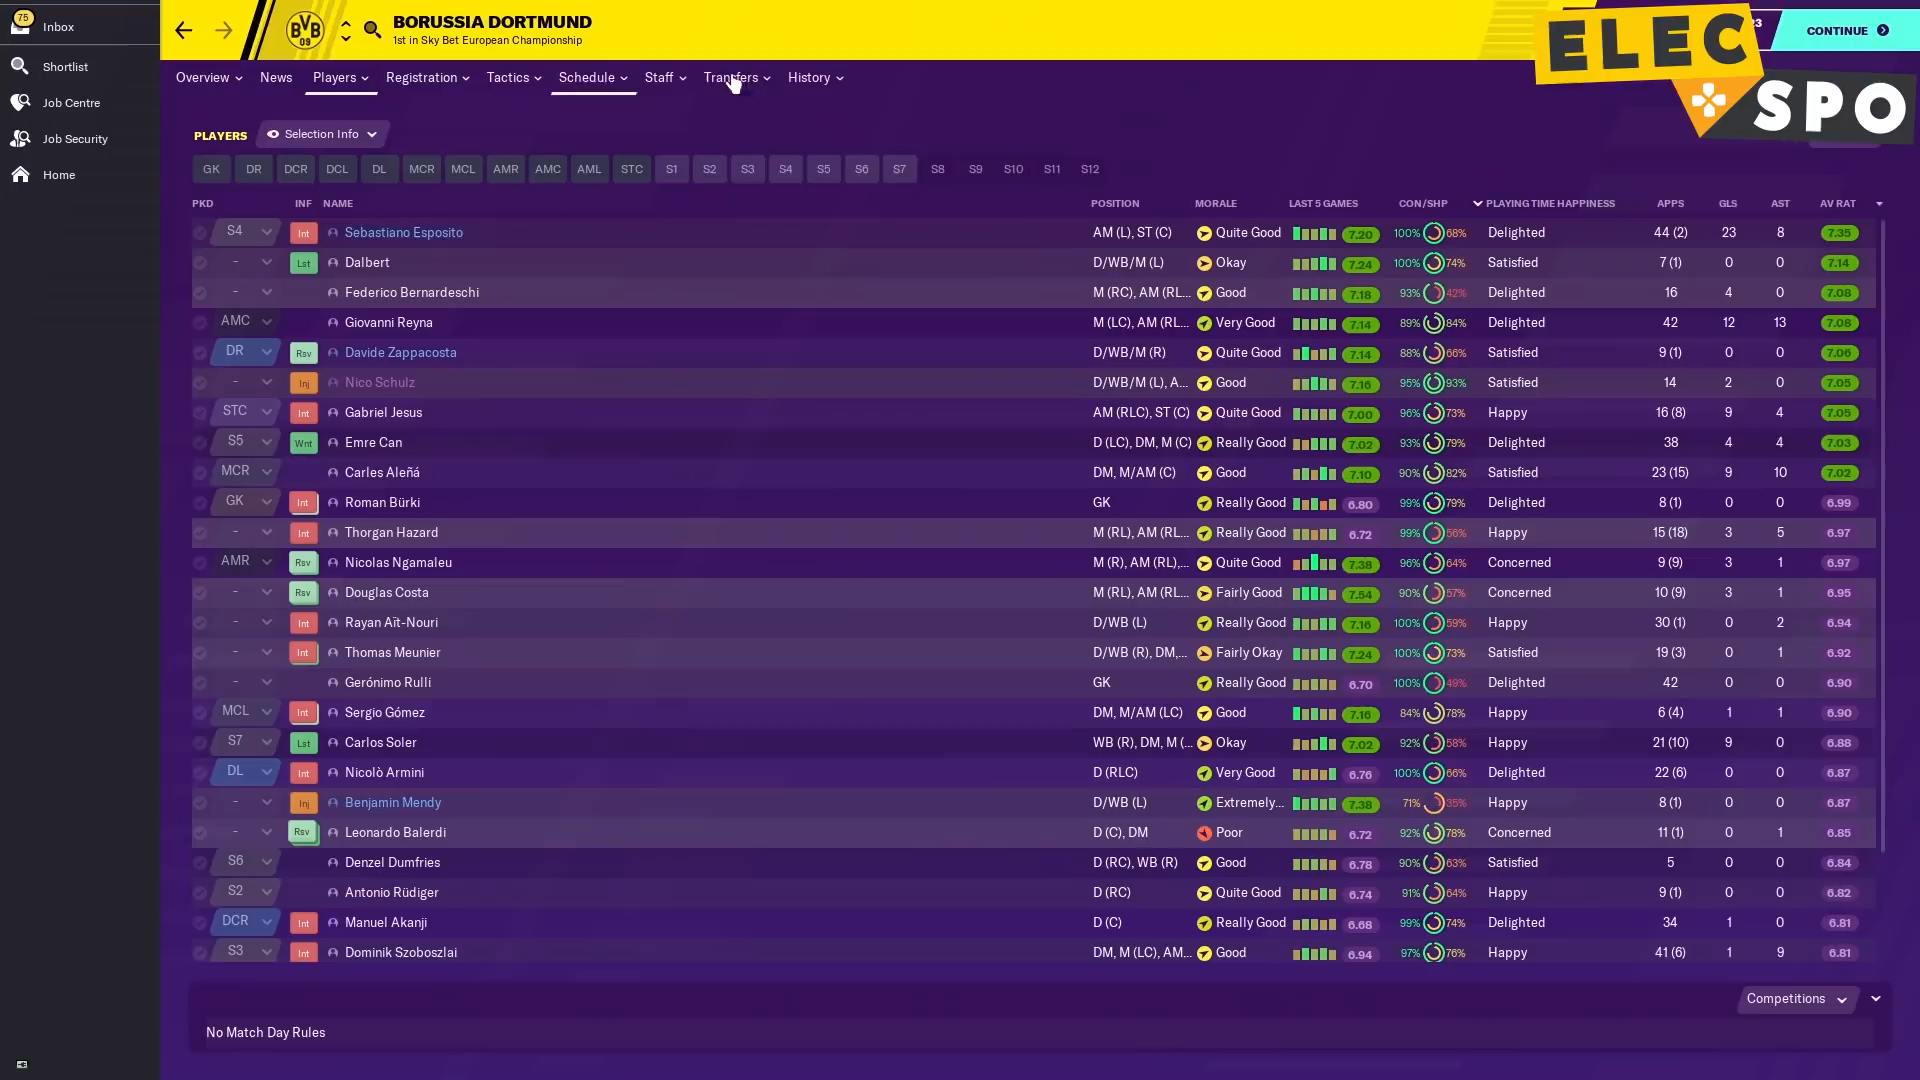 75
Inbox
Shortlist
Job Centre
Job Security
Home
BVB
09
BORUSSIA DORTMUND
1st in Sky Bet European Championship
CONTINUE
ELEC
SPO
Overview News Players Registration Tactics Schedule Staff Transfers History
PLAYERS Selection Info
GK DR DCR DCL DL MCR MCL AMR AMC AML STC S1 S2 S3 S4 S5 S6 S7 S8 S9 S10 S11 S12
PKD INF NAME POSITION MORALE LAST 5 GAMES CON/SHP PLAYING TIME HAPPINESS APPS GLS AST AV RAT
S4 Int Sebastiano Esposito AM (L), ST (C) Quite Good 7.20 100% 68% Delighted 44 (2) 23 8 7.35
- Lst Dalbert D/WB/M (L) Okay 7.24 100% 74% Satisfied 7 (1) 0 0 7.14
- Federico Bernardeschi M (RC), AM (RL... Good 7.18 93% 42% Delighted 16 4 0 7.08
AMC Giovanni Reyna M (LC), AM (RL... Very Good 7.14 89% 84% Delighted 42 12 13 7.08
DR Rsv Davide Zappacosta D/WB/M (R) Quite Good 7.14 88% 66% Satisfied 9 (1) 0 0 7.06
- Inj Nico Schulz D/WB/M (L), A... Good 7.16 95% 93% Satisfied 14 2 0 7.05
STC Int Gabriel Jesus AM (RLC), ST (C) Quite Good 7.00 96% 73% Happy 16 (8) 9 4 7.05
S5 Wnt Emre Can D (LC), DM, M (C) Really Good 7.02 93% 79% Delighted 38 4 4 7.03
MCR Carles Aleñá DM, M/AM (C) Good 7.10 90% 82% Satisfied 23 (15) 9 10 7.02
GK Int Roman Bürki GK Really Good 6.80 99% 79% Delighted 8 (1) 0 0 6.99
- Int Thorgan Hazard M (RL), AM (RL... Really Good 6.72 99% 56% Happy 15 (18) 3 5 6.97
AMR Rsv Nicolas Ngamaleu M (R), AM (RL),... Quite Good 7.38 96% 64% Concerned 9 (9) 3 1 6.97
- Rsv Douglas Costa M (RL), AM (RL... Fairly Good 7.54 90% 57% Concerned 10 (9) 3 1 6.95
- Int Rayan Aït-Nouri D/WB (L) Really Good 7.16 100% 59% Happy 30 (1) 0 2 6.94
- Int Thomas Meunier D/WB (R), DM,... Fairly Okay 7.24 100% 73% Satisfied 19 (3) 0 1 6.92
- Gerónimo Rulli GK Really Good 6.70 100% 49% Delighted 42 0 0 6.90
MCL Int Sergio Gómez DM, M/AM (LC) Good 7.16 84% 78% Happy 6 (4) 1 1 6.90
S7 Lst Carlos Soler WB (R), DM, M (... Okay 7.02 92% 58% Happy 21 (10) 9 0 6.88
DL Int Nicolò Armini D (RLC) Very Good 6.76 100% 66% Delighted 22 (6) 0 0 6.87
- Inj Benjamin Mendy D/WB (L) Extremely... 7.38 71% 35% Happy 8 (1) 0 0 6.87
- Rsv Leonardo Balerdi D (C), DM Poor 6.72 92% 78% Concerned 11 (1) 0 1 6.85
S6 Denzel Dumfries D (RC), WB (R) Good 6.78 90% 63% Satisfied 5 0 0 6.84
S2 Antonio Rüdiger D (RC) Quite Good 6.74 91% 64% Happy 9 (1) 0 0 6.82
DCR Int Manuel Akanji D (C) Really Good 6.68 99% 74% Delighted 34 1 0 6.81
S3 Int Dominik Szoboszlai DM, M (LC), AM... Good 6.94 97% 76% Happy 41 (6) 1 9 6.81
Competitions
No Match Day Rules